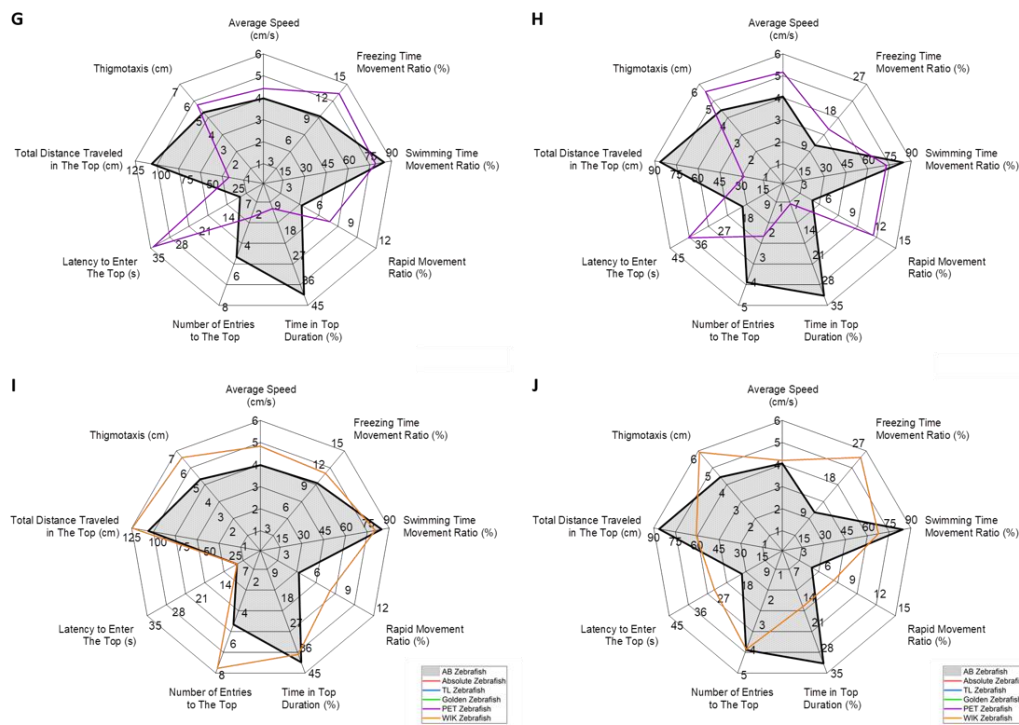 G
Average Speed
(cm/s)
Freezing Time
Movement Ratio (%)
Swimming Time
Movement Ratio (%)
Rapid Movement
Ratio (%)
Time in Top
Duration (%)
Number of Entries
to The Top
Latency to Enter
The Top (s)
Total Distance Traveled
in The Top (cm)
Thigmotaxis (cm)
1 2 3 4 5 6
3 6 9 12 15
15 30 45 60 75 90
3 6 9 12
9 18 27 36 45
2 4 6 8
7 14 21 28 35
25 50 75 100 125
1 2 3 4 5 6 7
H
Average Speed
(cm/s)
Freezing Time
Movement Ratio (%)
Swimming Time
Movement Ratio (%)
Rapid Movement
Ratio (%)
Time in Top
Duration (%)
Number of Entries
to The Top
Latency to Enter
The Top (s)
Total Distance Traveled
in The Top (cm)
Thigmotaxis (cm)
1 2 3 4 5 6
9 18 27
15 30 45 60 75 90
3 6 9 12 15
7 14 21 28 35
1 2 3 4 5
9 18 27 36 45
15 30 45 60 75 90
1 2 3 4 5 6
I
Average Speed
(cm/s)
Freezing Time
Movement Ratio (%)
Swimming Time
Movement Ratio (%)
Rapid Movement
Ratio (%)
Time in Top
Duration (%)
Number of Entries
to The Top
Latency to Enter
The Top (s)
Total Distance Traveled
in The Top (cm)
Thigmotaxis (cm)
1 2 3 4 5 6
3 6 9 12 15
15 30 45 60 75 90
3 6 9 12
9 18 27 36 45
2 4 6 8
7 14 21 28 35
25 50 75 100 125
1 2 3 4 5 6 7
AB Zebrafish
Absolute Zebrafish
TL Zebrafish
Golden Zebrafish
PET Zebrafish
WIK Zebrafish
J
Average Speed
(cm/s)
Freezing Time
Movement Ratio (%)
Swimming Time
Movement Ratio (%)
Rapid Movement
Ratio (%)
Time in Top
Duration (%)
Number of Entries
to The Top
Latency to Enter
The Top (s)
Total Distance Traveled
in The Top (cm)
Thigmotaxis (cm)
1 2 3 4 5 6
9 18 27
15 30 45 60 75 90
3 6 9 12 15
7 14 21 28 35
1 2 3 4 5
9 18 27 36 45
15 30 45 60 75 90
1 2 3 4 5 6
AB Zebrafish
Absolute Zebrafish
TL Zebrafish
Golden Zebrafish
PET Zebrafish
WIK Zebrafish